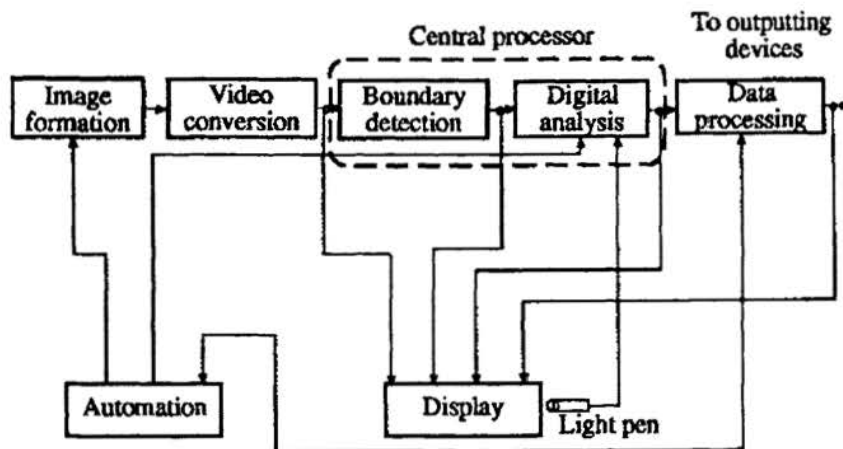 Central processor
To outputting
devices
Image
formation
Video
conversion
Boundary
detection
Digital
analysis
Data
processing
Automation
Display
Light pen